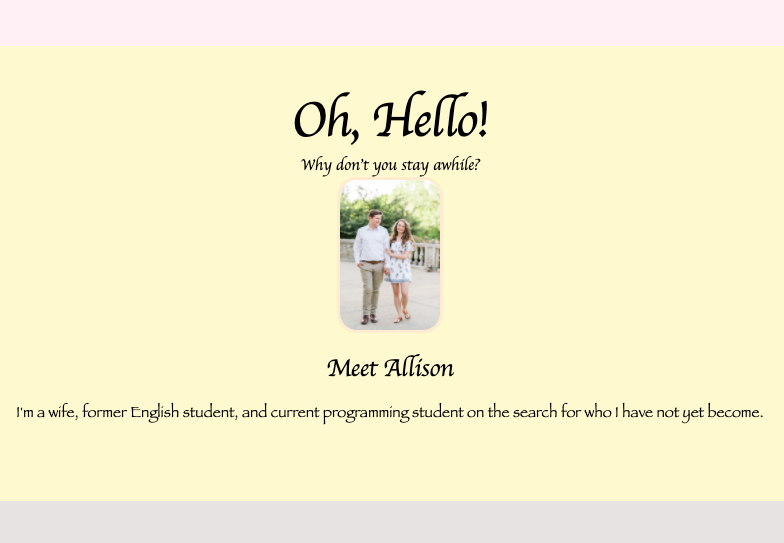 Oh, Hello!
Why don't you stay awhile?
Meet Allison
I'm a wife, former English student, and current programming student on the search for who I have not yet become.